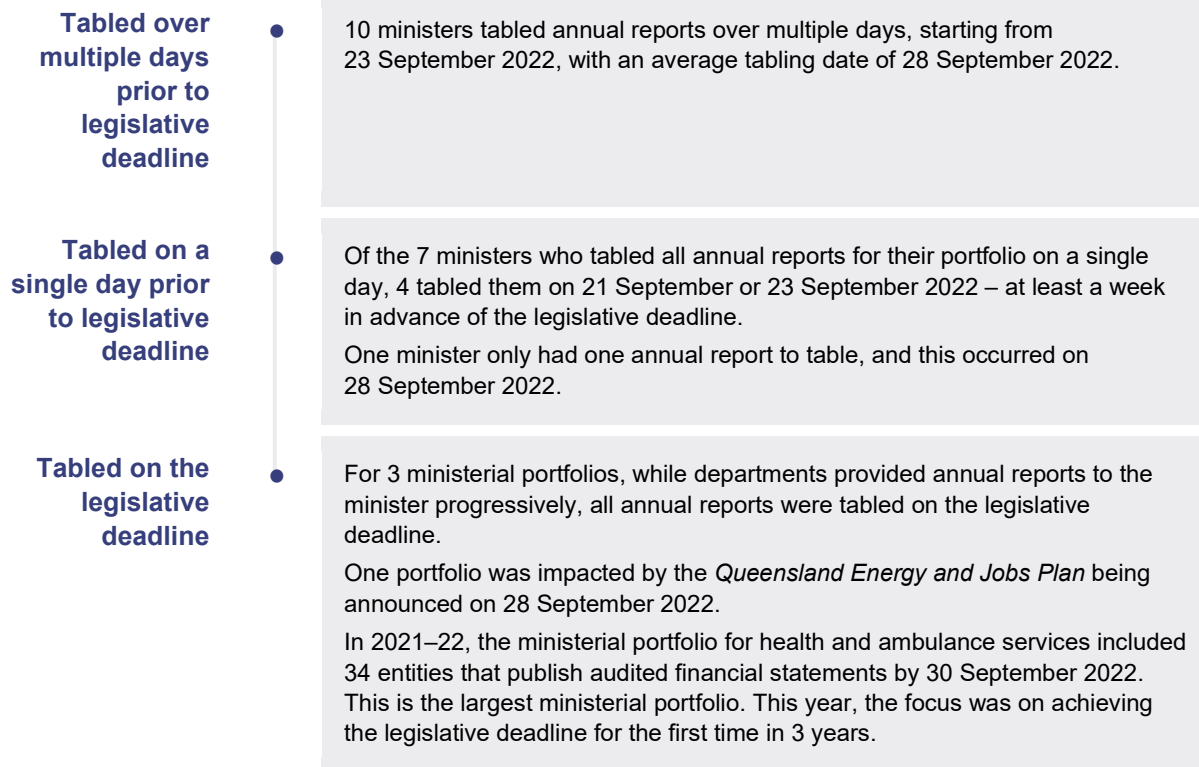 Tabled over
multiple days
prior to
legislative
deadline
10 ministers tabled annual reports over multiple days, starting from
23 September 2022, with an average tabling date of 28 September 2022.
Tabled on a
single day prior
to legislative
deadline
Of the 7 ministers who tabled all annual reports for their portfolio on a single
day, 4 tabled them on 21 September or 23 September 2022 – at least a week
in advance of the legislative deadline.
One minister only had one annual report to table, and this occurred on
28 September 2022.
Tabled on the
legislative
deadline
For 3 ministerial portfolios, while departments provided annual reports to the
minister progressively, all annual reports were tabled on the legislative
deadline.
One portfolio was impacted by the Queensland Energy and Jobs Plan being
announced on 28 September 2022.
In 2021–22, the ministerial portfolio for health and ambulance services included
34 entities that publish audited financial statements by 30 September 2022.
This is the largest ministerial portfolio. This year, the focus was on achieving
the legislative deadline for the first time in 3 years.